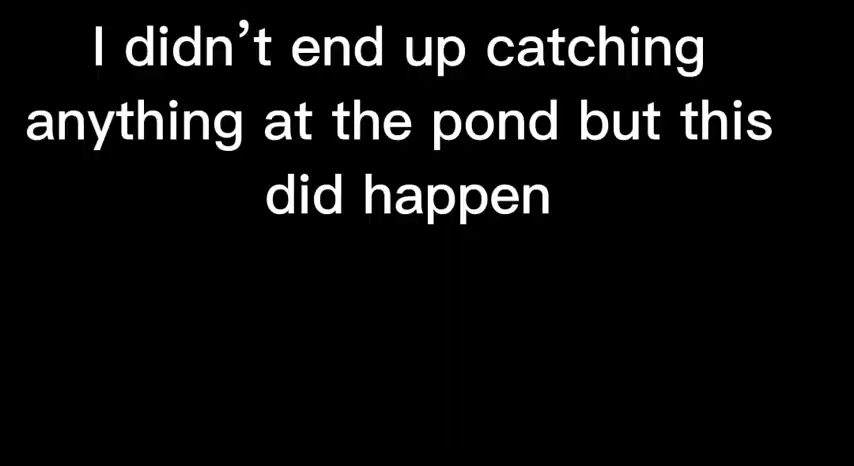 I didn’t end up catching
anything at the pond but this
did happen